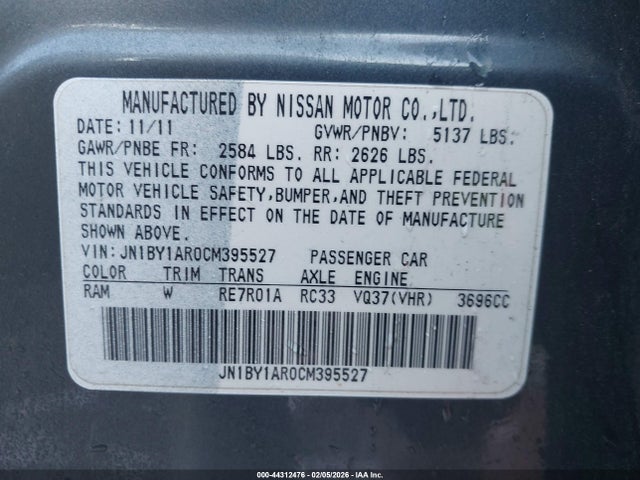 MANUFACTURED BY NISSAN MOTOR CO.,LTD.
DATE: 11/11 GVWR/PNBV: 5137 LBS.
GAWR/PNBE FR: 2584 LBS. RR: 2626 LBS.
THIS VEHICLE CONFORMS TO ALL APPLICABLE FEDERAL
MOTOR VEHICLE SAFETY,BUMPER,AND THEFT PREVENTION
STANDARDS IN EFFECT ON THE DATE OF MANUFACTURE
SHOWN ABOVE.
VIN: JN1BY1AR0CM395527 PASSENGER CAR
COLOR TRIM TRANS AXLE ENGINE
RAM W RE7R01A RC33 VQ37(VHR) 3696CC
JN1BY1AR0CM395527
000-44312476 - 02/05/2026 - IAA Inc.